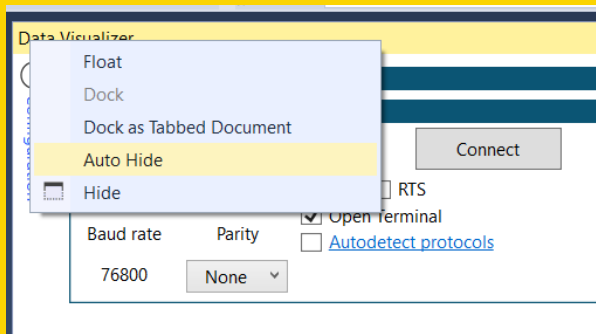 Data Visualizer
Float
Dock
Dock as Tabbed Document
Auto Hide
Hide
Connect
RTS
Open Terminal
Baud rate
Parity
Autodetect protocols
76800
None